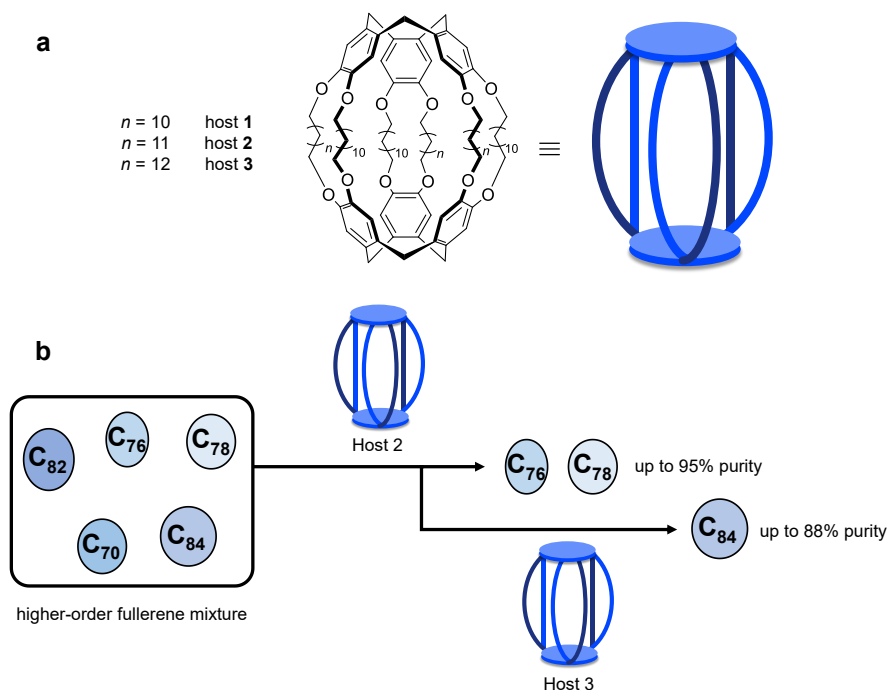 a
n = 10 host 1
n = 11 host 2
n = 12 host 3
O O O O O O
n 10 10 n n 10
≡
O O O O O O
b
Host 2
C82 C76 C78
C70 C84
C76 C78 up to 95% purity
C84 up to 88% purity
higher-order fullerene mixture
Host 3